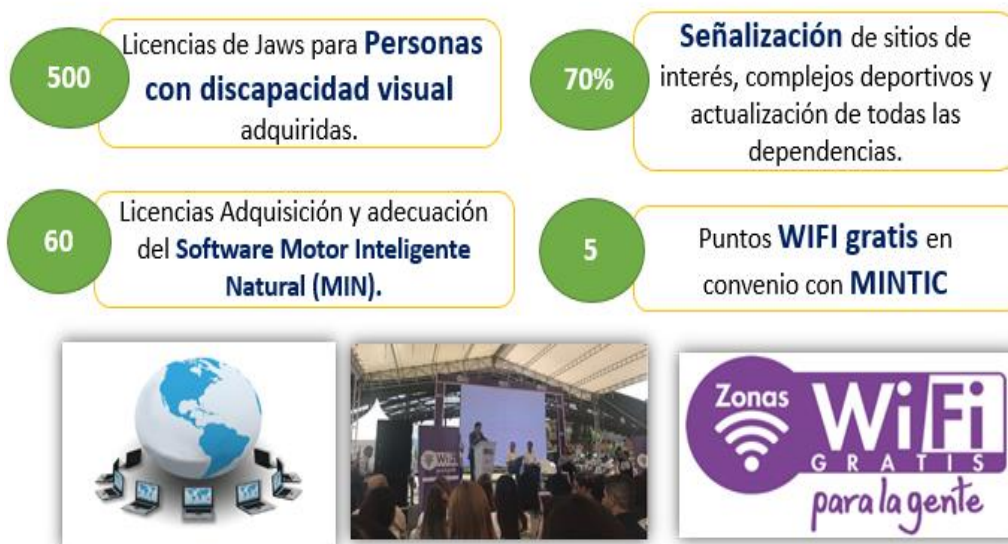 500
Licencias de Jaws para Personas
con discapacidad visual
adquiridas.
70%
Señalización de sitios de
interés, complejos deportivos y
actualización de todas las
dependencias.
60
Licencias Adquisición y adecuación
del Software Motor Inteligente
Natural (MIN).
5
Puntos WIFI gratis en
convenio con MINTIC
WiFi
Zonas
WiFi
GRATIS
para la gente